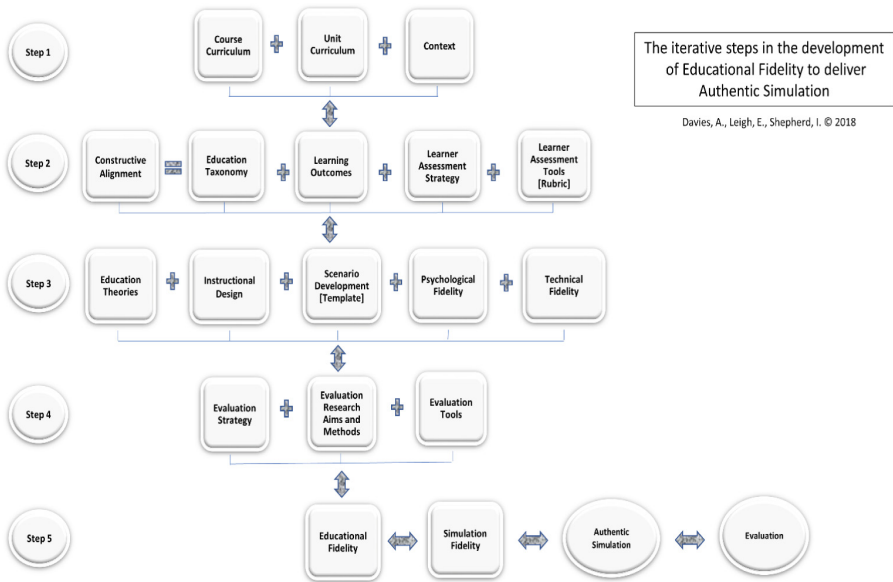 Step 1
Course
Curriculum
Unit
Curriculum
Context
The iterative steps in the development
of Educational Fidelity to deliver
Authentic Simulation
Davies, A., Leigh, E., Shepherd, I. © 2018
Step 2
Constructive
Alignment
Education
Taxonomy
Learning
Outcomes
Learner
Assessment
Strategy
Learner
Assessment
Tools
[Rubric]
Step 3
Education
Theories
Instructional
Design
Scenario
Development
[Template]
Psychological
Fidelity
Technical
Fidelity
Step 4
Evaluation
Strategy
Evaluation
Research
Aims and
Methods
Evaluation
Tools
Step 5
Educational
Fidelity
Simulation
Fidelity
Authentic
Simulation
Evaluation